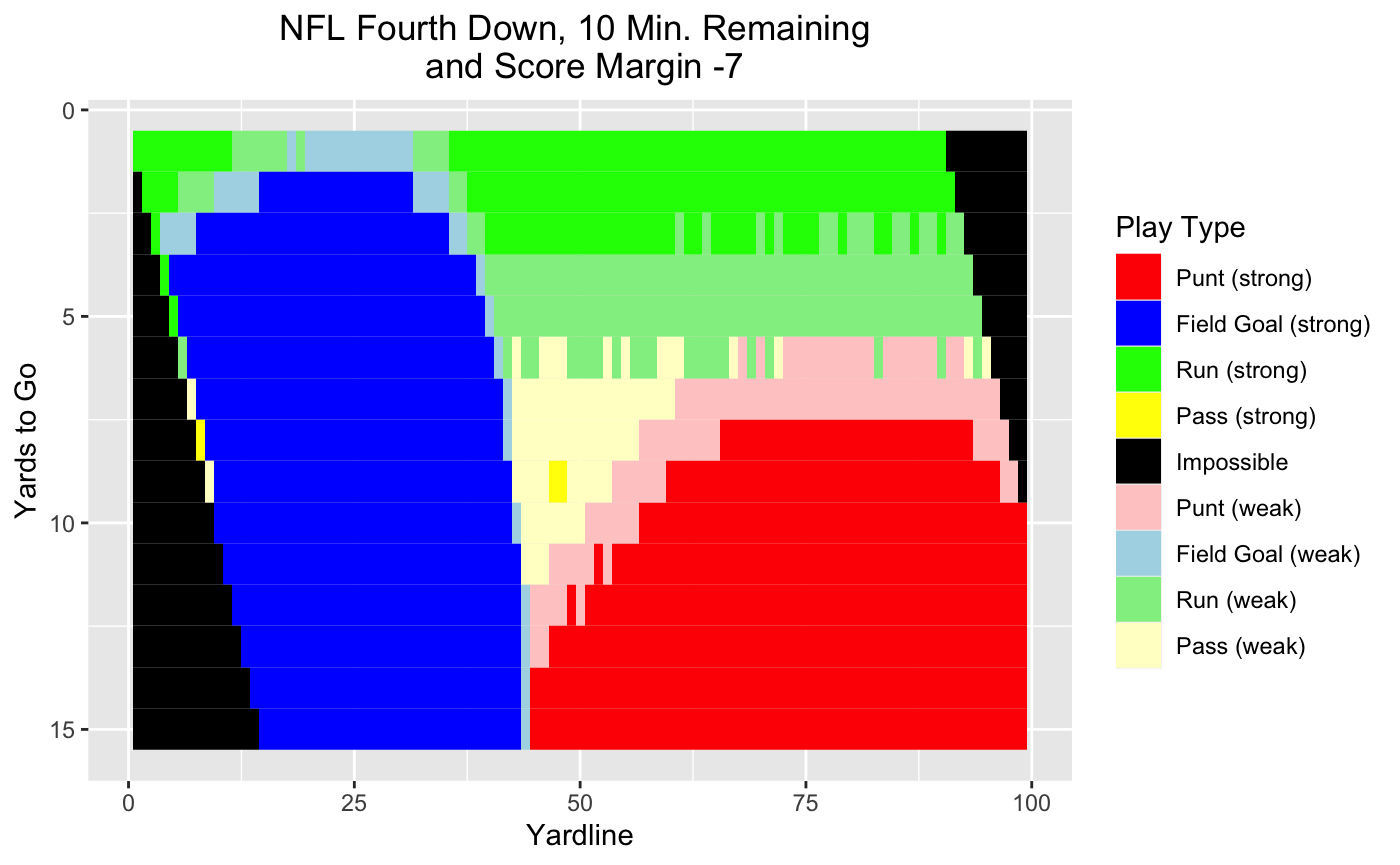 NFL Fourth Down, 10 Min. Remaining
and Score Margin -7
0
5
10
15
Yards to Go
0 25 50 75 100
Yardline
Play Type
Punt (strong)
Field Goal (strong)
Run (strong)
Pass (strong)
Impossible
Punt (weak)
Field Goal (weak)
Run (weak)
Pass (weak)